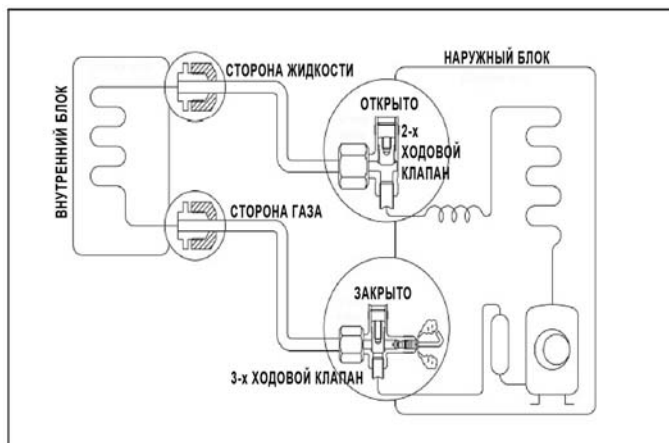 НАРУЖНЫЙ БЛОК
СТОРОНА ЖИДКОСТИ
ОТКРЫТО
2-х
ХОДОВОЙ
КЛАПАН
ВНУТРЕННИЙ БЛОК
СТОРОНА ГАЗА
ЗАКРЫТО
3-х ХОДОВОЙ КЛАПАН